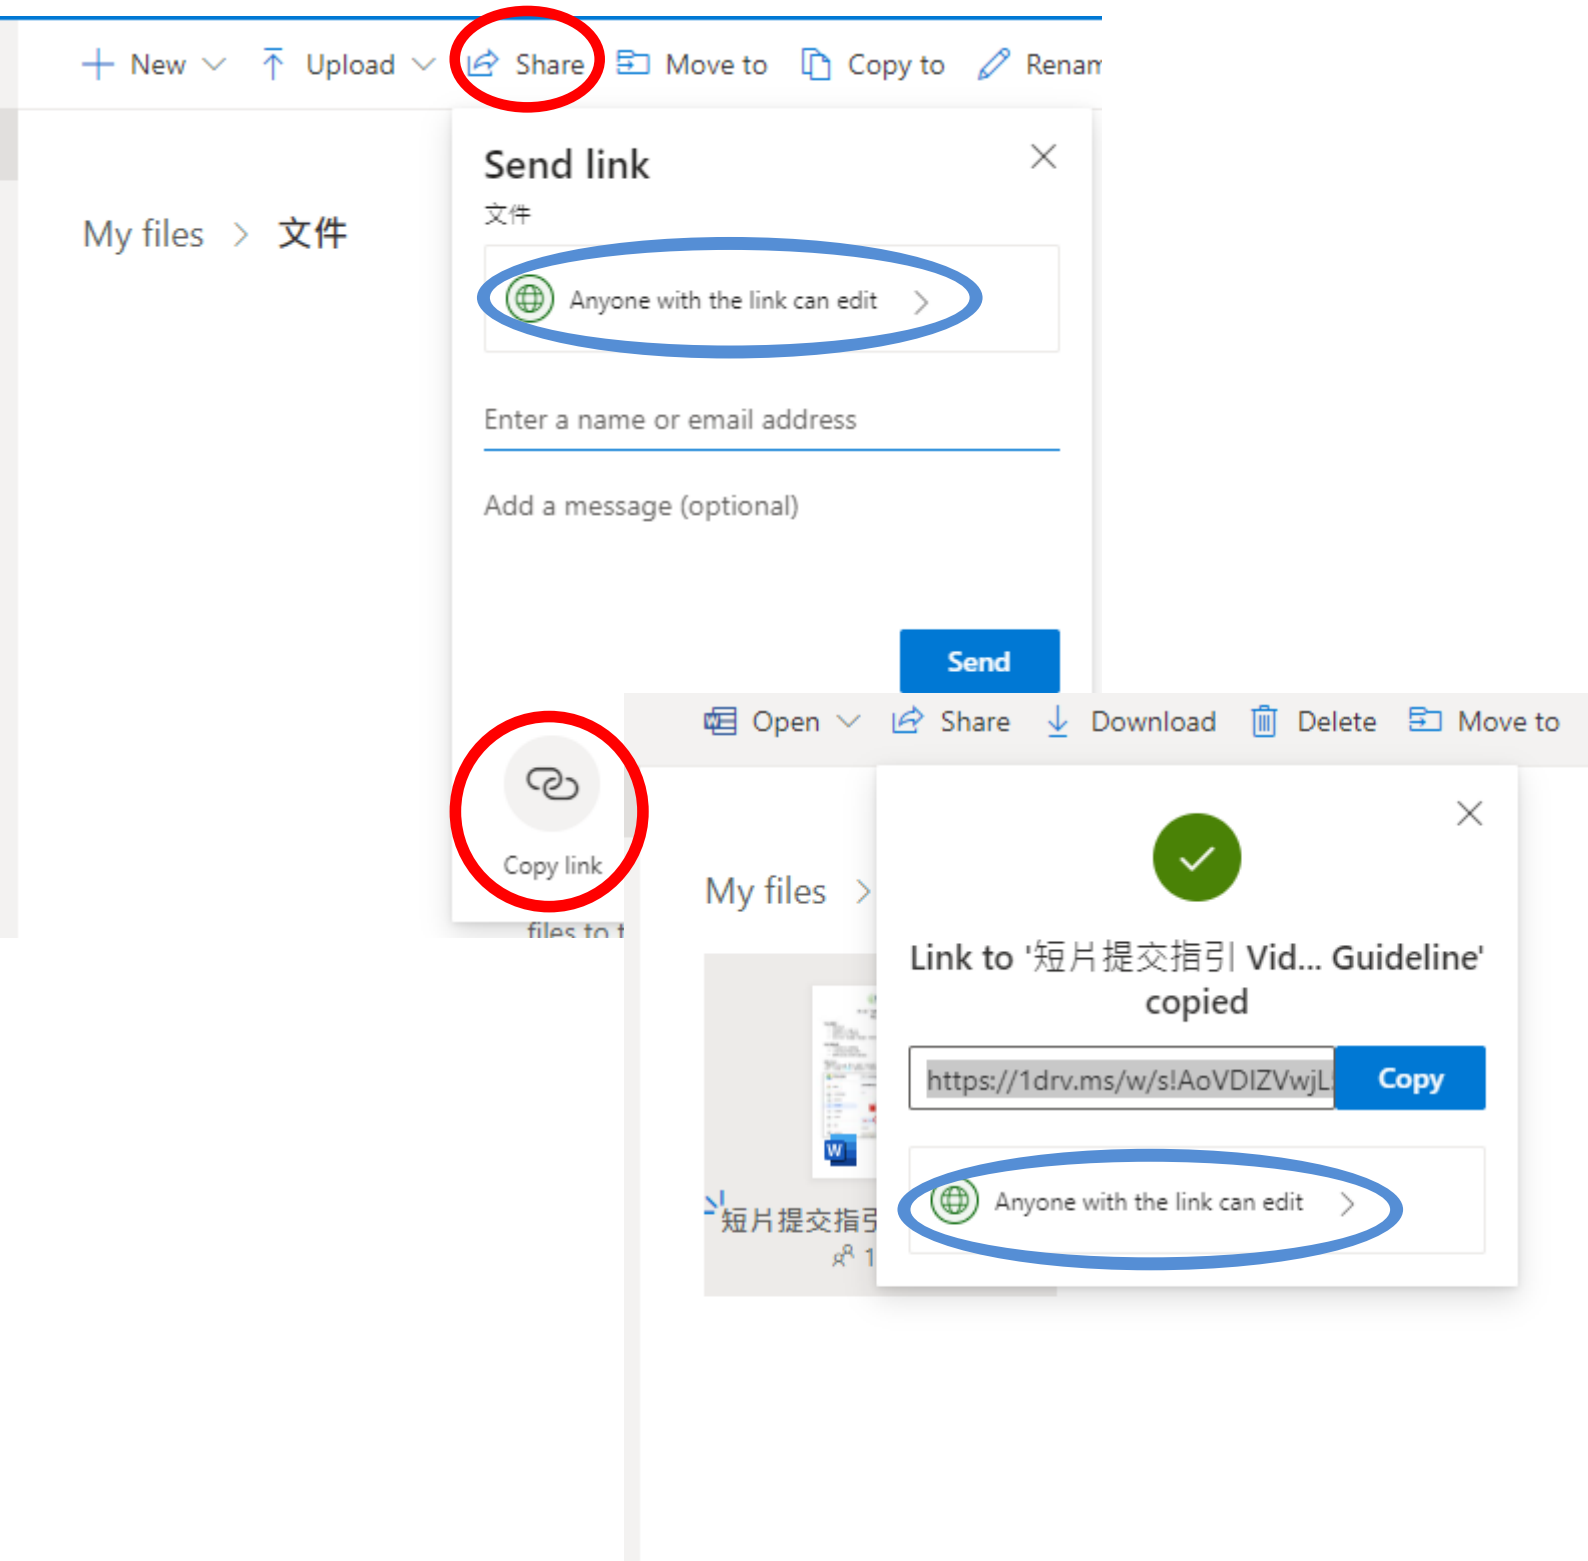 New Upload Share Move to Copy to Renam
Send link
文件
My files > 文件
Anyone with the link can edit
Enter a name or email address
Add a message (optional)
Send
Copy link
files to t
Open Share Download Delete Move to
My files >
Link to '短片提交指引 Vid... Guideline'
copied
https://1drv.ms/w/s!AoVDIZVwjL
Copy
Anyone with the link can edit
短片提交指引
1